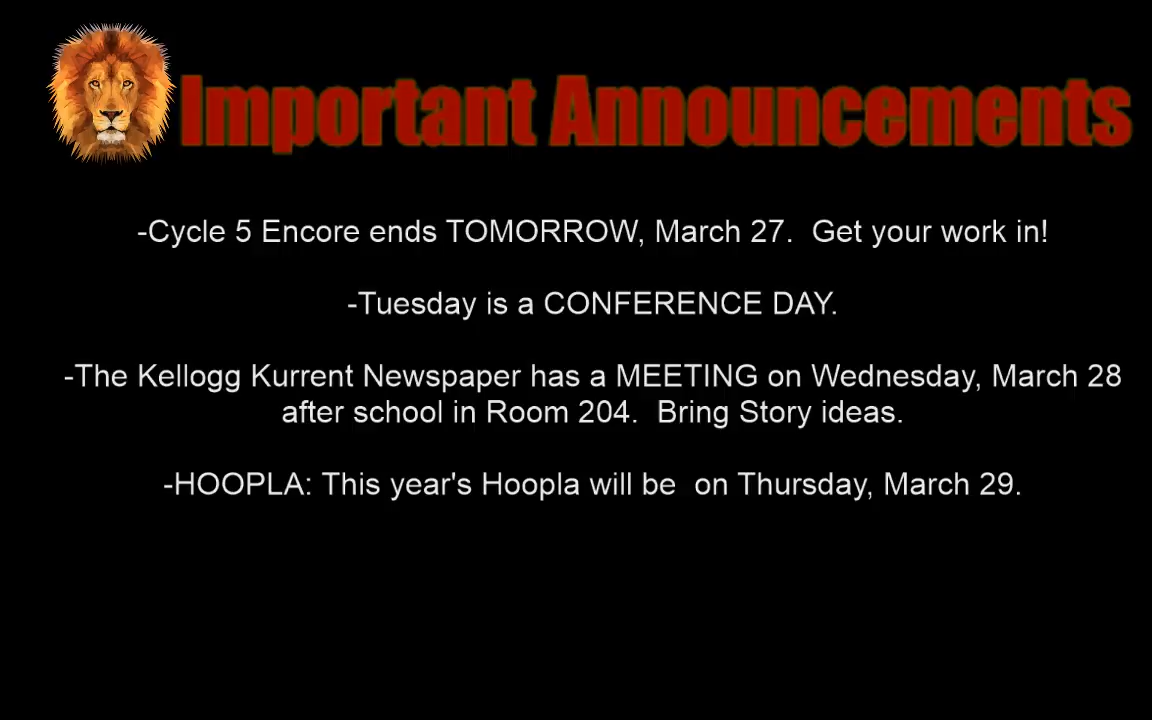 Important Announcements
-Cycle 5 Encore ends TOMORROW, March 27.  Get your work in!
-Tuesday is a CONFERENCE DAY.
-The Kellogg Kurrent Newspaper has a MEETING on Wednesday, March 28
after school in Room 204.  Bring Story ideas.
-HOOPLA: This year's Hoopla will be  on Thursday, March 29.